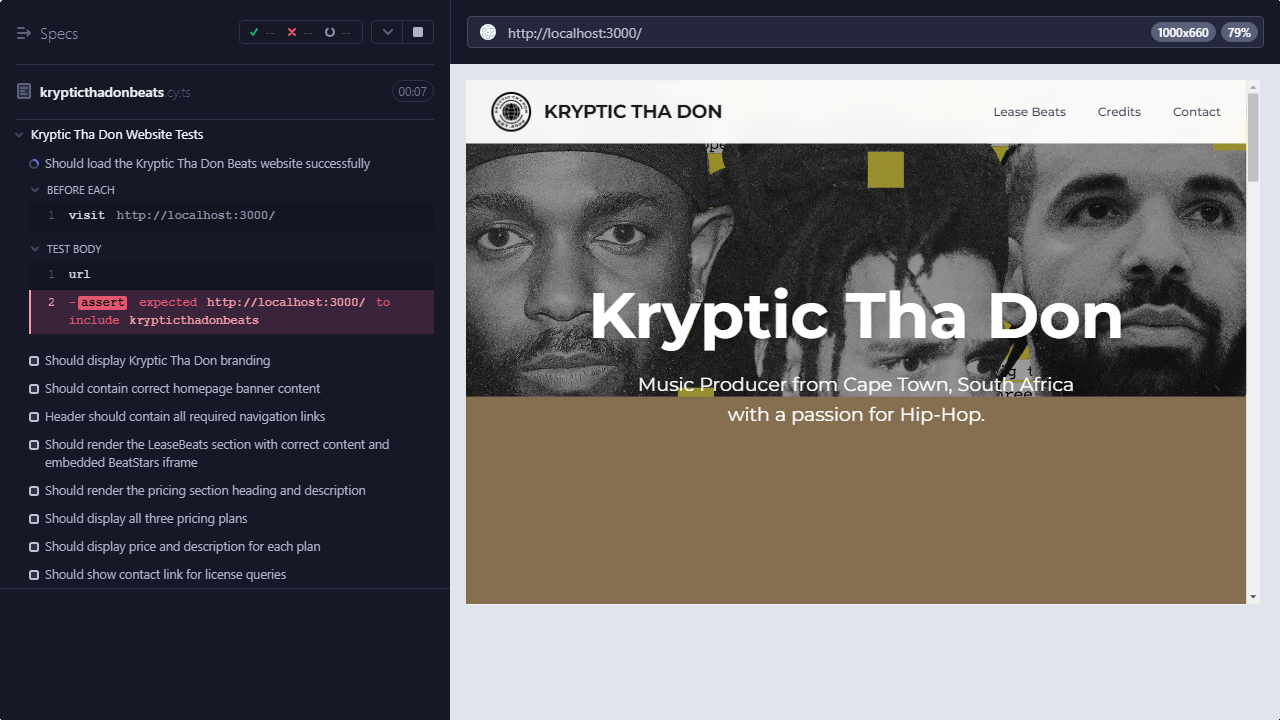 Specs
-- -- --
http://localhost:3000/
1000x660
79%
krypticthadonbeats.cy.ts
00:07
Kryptic Tha Don Website Tests
Should load the Kryptic Tha Don Beats website successfully
BEFORE EACH
1 visit http://localhost:3000/
TEST BODY
1 url
2 -assert expected http://localhost:3000/ to
include krypticthadonbeats
Should display Kryptic Tha Don branding
Should contain correct homepage banner content
Header should contain all required navigation links
Should render the LeaseBeats section with correct content and
embedded BeatStars iframe
Should render the pricing section heading and description
Should display all three pricing plans
Should display price and description for each plan
Should show contact link for license queries
KRYPTIC THA DON
Lease Beats
Credits
Contact
Kryptic Tha Don
Music Producer from Cape Town, South Africa
with a passion for Hip-Hop.